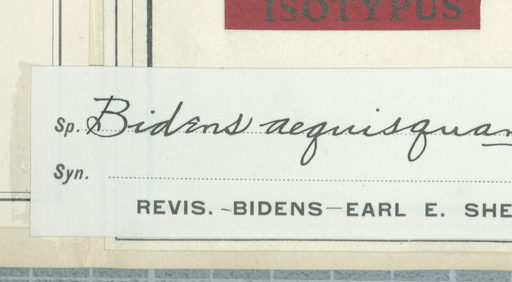 ISOTYPUS
Sp. Bidens aequisqua
Syn.
REVIS. - BIDENS - EARL E. SHE